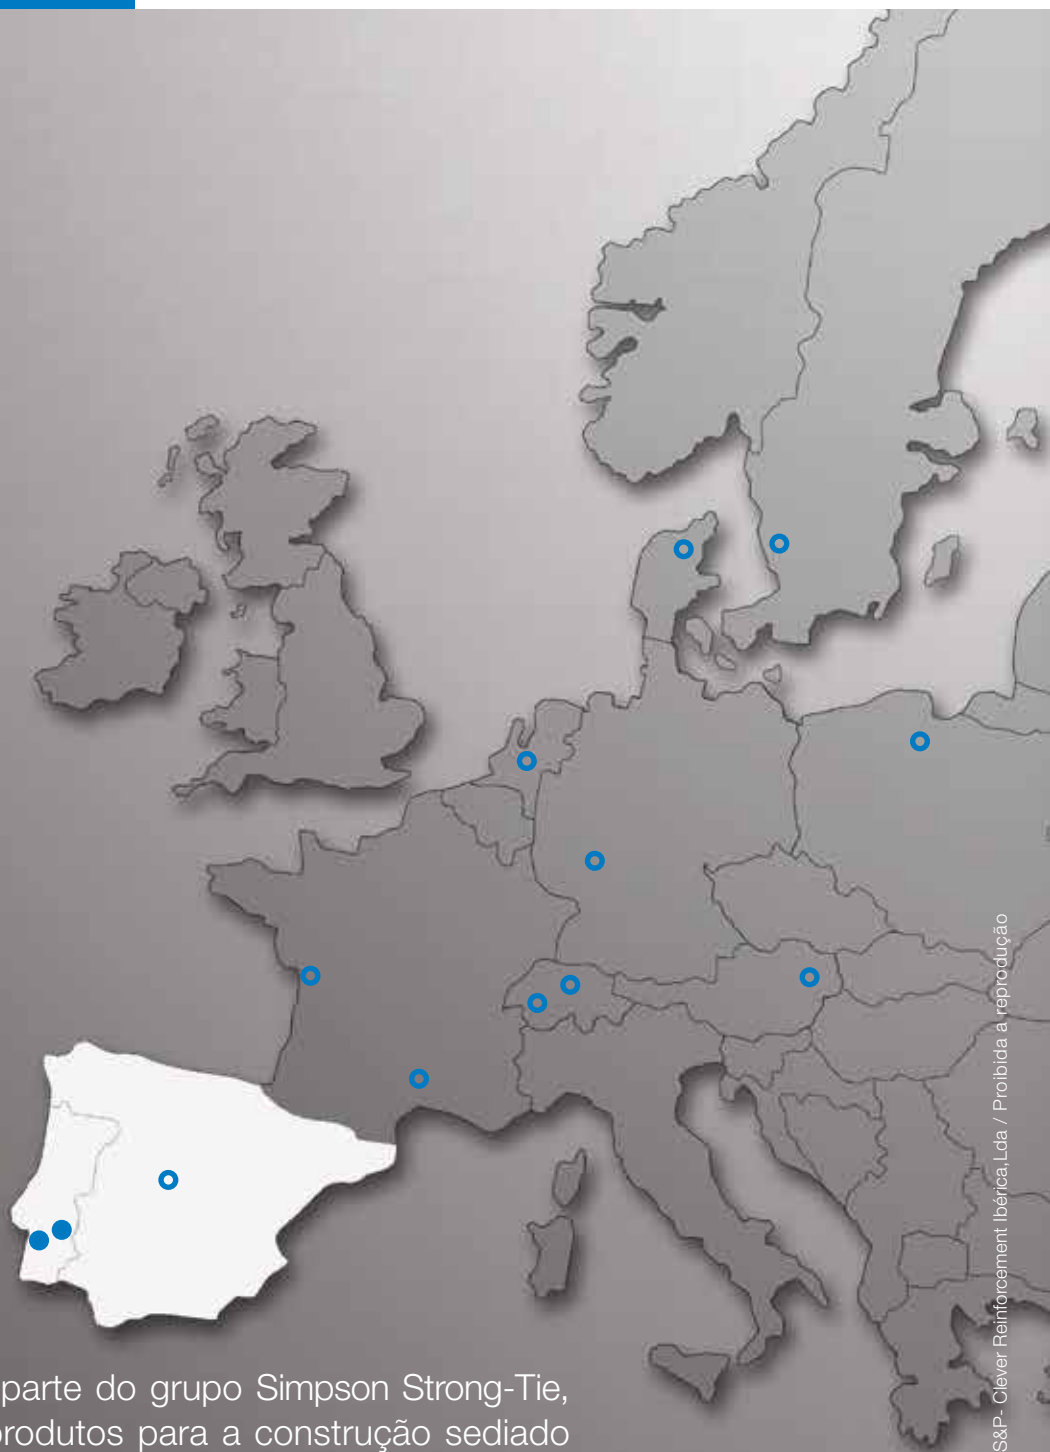 parte do grupo Simpson Strong-Tie,
produtos para a construção sediado
S&P- Clever Reinforcement Ibérica,Lda / Proibida a reprodução